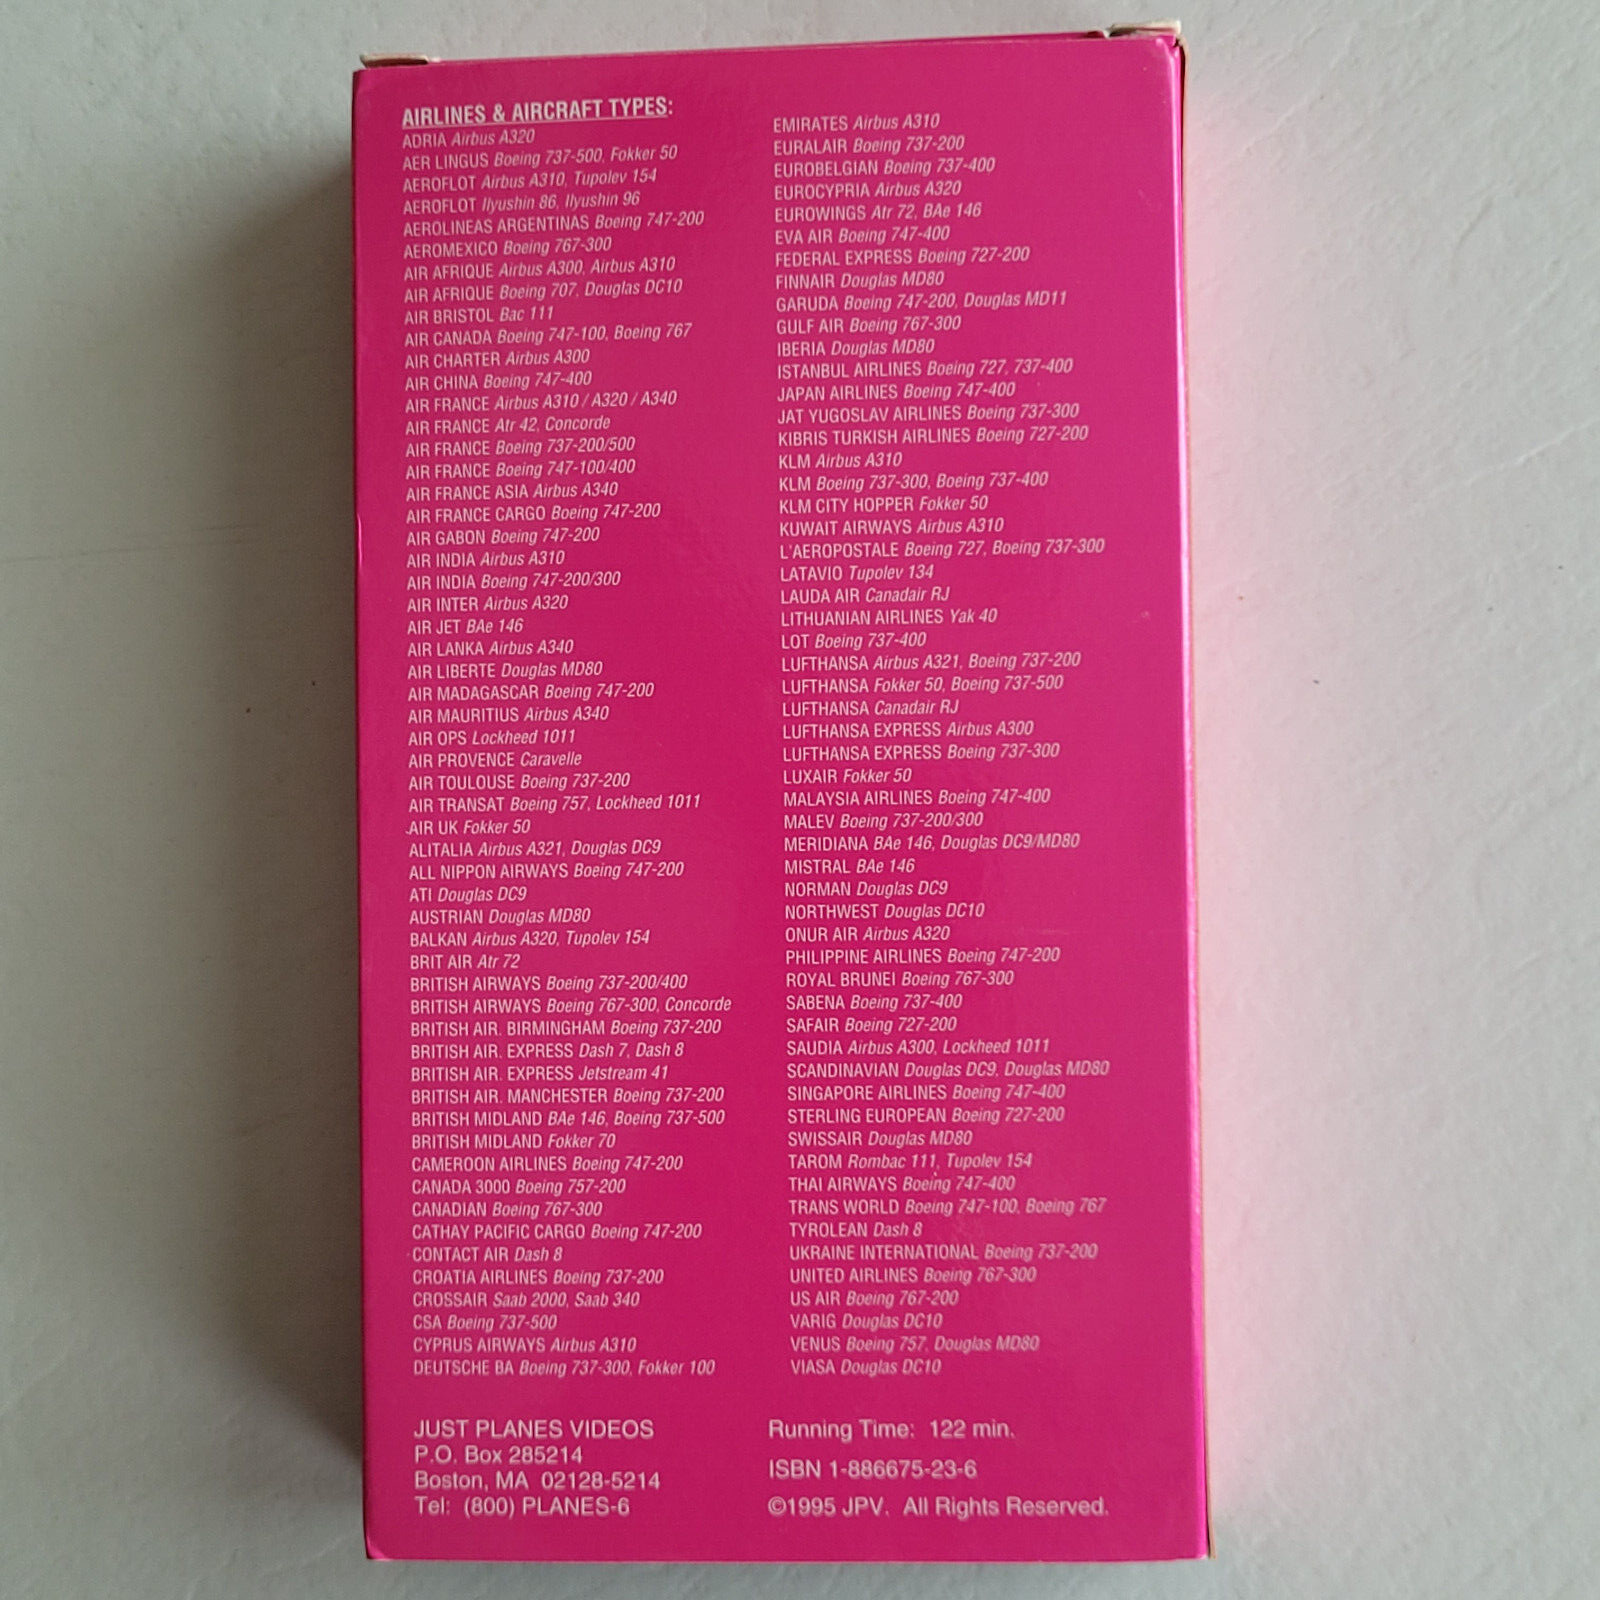 AIRLINES & AIRCRAFT TYPES:
ADRIA Airbus A320
AER LINGUS Boeing 737-500, Fokker 50
AEROFLOT Airbus A310, Tupolev 154
AEROFLOT Ilyushin 86, Ilyushin 96
AEROLINEAS ARGENTINAS Boeing 747-200
AEROMEXICO Boeing 767-300
AIR AFRIQUE Airbus A300, Airbus A310
AIR AFRIQUE Boeing 707, Douglas DC10
AIR BRISTOL Bac 111
AIR CANADA Boeing 747-100, Boeing 767
AIR CHARTER Airbus A300
AIR CHINA Boeing 747-400
AIR FRANCE Airbus A310 / A320 / A340
AIR FRANCE Atr 42, Concorde
AIR FRANCE Boeing 737-200/500
AIR FRANCE Boeing 747-100/400
AIR FRANCE ASIA Airbus A340
AIR FRANCE CARGO Boeing 747-200
AIR GABON Boeing 747-200
AIR INDIA Airbus A310
AIR INDIA Boeing 747-200/300
AIR INTER Airbus A320
AIR JET BAe 146
AIR LANKA Airbus A340
AIR LIBERTE Douglas MD80
AIR MADAGASCAR Boeing 747-200
AIR MAURITIUS Airbus A340
AIR OPS Lockheed 1011
AIR PROVENCE Caravelle
AIR TOULOUSE Boeing 737-200
AIR TRANSAT Boeing 757, Lockheed 1011
AIR UK Fokker 50
ALITALIA Airbus A321, Douglas DC9
ALL NIPPON AIRWAYS Boeing 747-200
ATI Douglas DC9
AUSTRIAN Douglas MD80
BALKAN Airbus A320, Tupolev 154
BRIT AIR Atr 72
BRITISH AIRWAYS Boeing 737-200/400
BRITISH AIRWAYS Boeing 767-300, Concorde
BRITISH AIR. BIRMINGHAM Boeing 737-200
BRITISH AIR. EXPRESS Dash 7, Dash 8
BRITISH AIR. EXPRESS Jetstream 41
BRITISH AIR. MANCHESTER Boeing 737-200
BRITISH MIDLAND BAe 146, Boeing 737-500
BRITISH MIDLAND Fokker 70
CAMEROON AIRLINES Boeing 747-200
CANADA 3000 Boeing 757-200
CANADIAN Boeing 767-300
CATHAY PACIFIC CARGO Boeing 747-200
CONTACT AIR Dash 8
CROATIA AIRLINES Boeing 737-200
CROSSAIR Saab 2000, Saab 340
CSA Boeing 737-500
CYPRUS AIRWAYS Airbus A310
DEUTSCHE BA Boeing 737-300, Fokker 100
EMIRATES Airbus A310
EURALAIR Boeing 737-200
EUROBELGIAN Boeing 737-400
EUROCYPRIA Airbus A320
EUROWINGS Atr 72, BAe 146
EVA AIR Boeing 747-400
FEDERAL EXPRESS Boeing 727-200
FINNAIR Douglas MD80
GARUDA Boeing 747-200, Douglas MD11
GULF AIR Boeing 767-300
IBERIA Douglas MD80
ISTANBUL AIRLINES Boeing 727, 737-400
JAPAN AIRLINES Boeing 747-400
JAT YUGOSLAV AIRLINES Boeing 737-300
KIBRIS TURKISH AIRLINES Boeing 727-200
KLM Airbus A310
KLM Boeing 737-300, Boeing 737-400
KLM CITY HOPPER Fokker 50
KUWAIT AIRWAYS Airbus A310
L'AEROPOSTALE Boeing 727, Boeing 737-300
LATAVIO Tupolev 134
LAUDA AIR Canadair RJ
LITHUANIAN AIRLINES Yak 40
LOT Boeing 737-400
LUFTHANSA Airbus A321, Boeing 737-200
LUFTHANSA Fokker 50, Boeing 737-500
LUFTHANSA Canadair RJ
LUFTHANSA EXPRESS Airbus A300
LUFTHANSA EXPRESS Boeing 737-300
LUXAIR Fokker 50
MALAYSIA AIRLINES Boeing 747-400
MALEV Boeing 737-200/300
MERIDIANA BAe 146, Douglas DC9/MD80
MISTRAL BAe 146
NORMAN Douglas DC9
NORTHWEST Douglas DC10
ONUR AIR Airbus A320
PHILIPPINE AIRLINES Boeing 747-200
ROYAL BRUNEI Boeing 767-300
SABENA Boeing 737-400
SAFAIR Boeing 727-200
SAUDIA Airbus A300, Lockheed 1011
SCANDINAVIAN Douglas DC9, Douglas MD80
SINGAPORE AIRLINES Boeing 747-400
STERLING EUROPEAN Boeing 727-200
SWISSAIR Douglas MD80
TAROM Rombac 111, Tupolev 154
THAI AIRWAYS Boeing 747-400
TRANS WORLD Boeing 747-100, Boeing 767
TYROLEAN Dash 8
UKRAINE INTERNATIONAL Boeing 737-200
UNITED AIRLINES Boeing 767-300
US AIR Boeing 767-200
VARIG Douglas DC10
VENUS Boeing 757, Douglas MD80
VIASA Douglas DC10
JUST PLANES VIDEOS
P.O. Box 285214
Boston, MA 02128-5214
Tel: (800) PLANES-6
Running Time: 122 min.
ISBN 1-886675-23-6
©1995 JPV. All Rights Reserved.